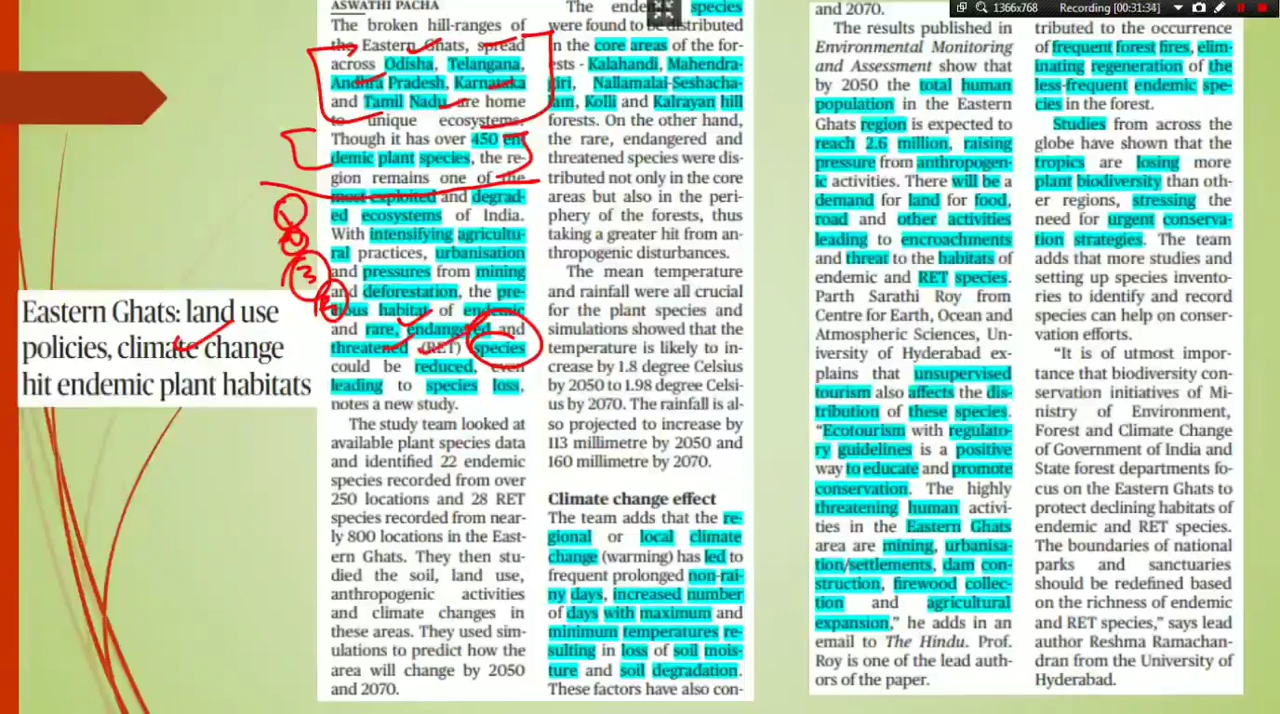 Eastern Ghats: land use
policies, climate change
hit endemic plant habitats
ASWATHI PACHA
The broken hill-ranges of
the Eastern Ghats, spread
across Odisha, Telangana,
Andhra Pradesh, Karnataka
and Tamil Nadu are home
to unique ecosystems.
Though it has over 450 en-
demic plant species, the re-
gion remains one of the
most exploited and degrad-
ed ecosystems of India.
With intensifying agricultu-
ral practices, urbanisation
and pressures from mining
and deforestation, the pre-
cious habitat of endemic
and rare, endangered and
threatened (RET) species
could be reduced, even
leading to species loss,
notes a new study.
The study team looked at
available plant species data
and identified 22 endemic
species recorded from over
250 locations and 28 RET
species recorded from near-
ly 800 locations in the East-
ern Ghats. They then stu-
died the soil, land use,
anthropogenic activities
and climate changes in
these areas. They used sim-
ulations to predict how the
area will change by 2050
and 2070.
The endemic species
were found to be distributed
in the core areas of the for-
ests - Kalahandi, Mahendra-
giri, Nallamalai-Seshacha-
lam, Kolli and Kalrayan hill
forests. On the other hand,
the rare, endangered and
threatened species were dis-
tributed not only in the core
areas but also in the peri-
phery of the forests, thus
taking a greater hit from an-
thropogenic disturbances.
The mean temperature
and rainfall were all crucial
for the plant species and
simulations showed that the
temperature is likely to in-
crease by 1.8 degree Celsius
by 2050 to 1.98 degree Celsi-
us by 2070. The rainfall is al-
so projected to increase by
113 millimetre by 2050 and
160 millimetre by 2070.
Climate change effect
The team adds that the re-
gional or local climate
change (warming) has led to
frequent prolonged non-rai-
ny days, increased number
of days with maximum and
minimum temperatures re-
sulting in loss of soil mois-
ture and soil degradation.
These factors have also con-
and 2070.
The results published in
Environmental Monitoring
and Assessment show that
by 2050 the total human
population in the Eastern
Ghats region is expected to
reach 2.6 million, raising
pressure from anthropogen-
ic activities. There will be a
demand for land for food,
road and other activities
leading to encroachments
and threat to the habitats of
endemic and RET species.
Parth Sarathi Roy from
Centre for Earth, Ocean and
Atmospheric Sciences, Un-
iversity of Hyderabad ex-
plains that unsupervised
tourism also affects the dis-
tribution of these species.
“Ecotourism with regulato-
ry guidelines is a positive
way to educate and promote
conservation. The highly
threatening human activi-
ties in the Eastern Ghats
area are mining, urbanisa-
tion/settlements, dam con-
struction, firewood collec-
tion and agricultural
expansion,” he adds in an
email to The Hindu. Prof.
Roy is one of the lead auth-
ors of the paper.
1366x768 Recording [00:31:34]
tributed to the occurrence
of frequent forest fires, elim-
inating regeneration of the
less-frequent endemic spe-
cies in the forest.
Studies from across the
globe have shown that the
tropics are losing more
plant biodiversity than oth-
er regions, stressing the
need for urgent conserva-
tion strategies. The team
adds that more studies and
setting up species invento-
ries to identify and record
species can help on conser-
vation efforts.
“It is of utmost impor-
tance that biodiversity con-
servation initiatives of Mi-
nistry of Environment,
Forest and Climate Change
of Government of India and
State forest departments fo-
cus on the Eastern Ghats to
protect declining habitats of
endemic and RET species.
The boundaries of national
parks and sanctuaries
should be redefined based
on the richness of endemic
and RET species,” says lead
author Reshma Ramachan-
dran from the University of
Hyderabad.